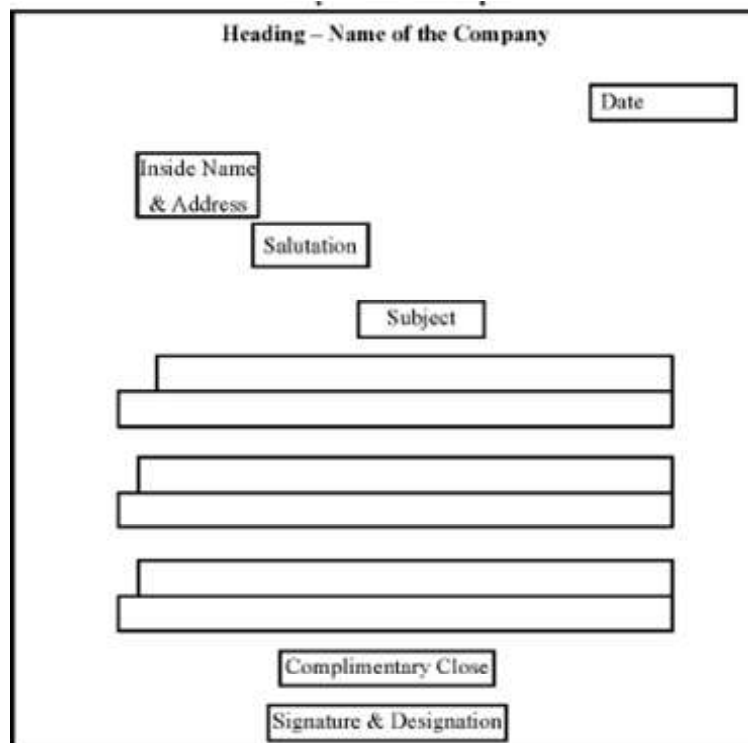 Heading – Name of the Company
Date
Inside Name
& Address
Salutation
Subject
Complimentary Close
Signature & Designation